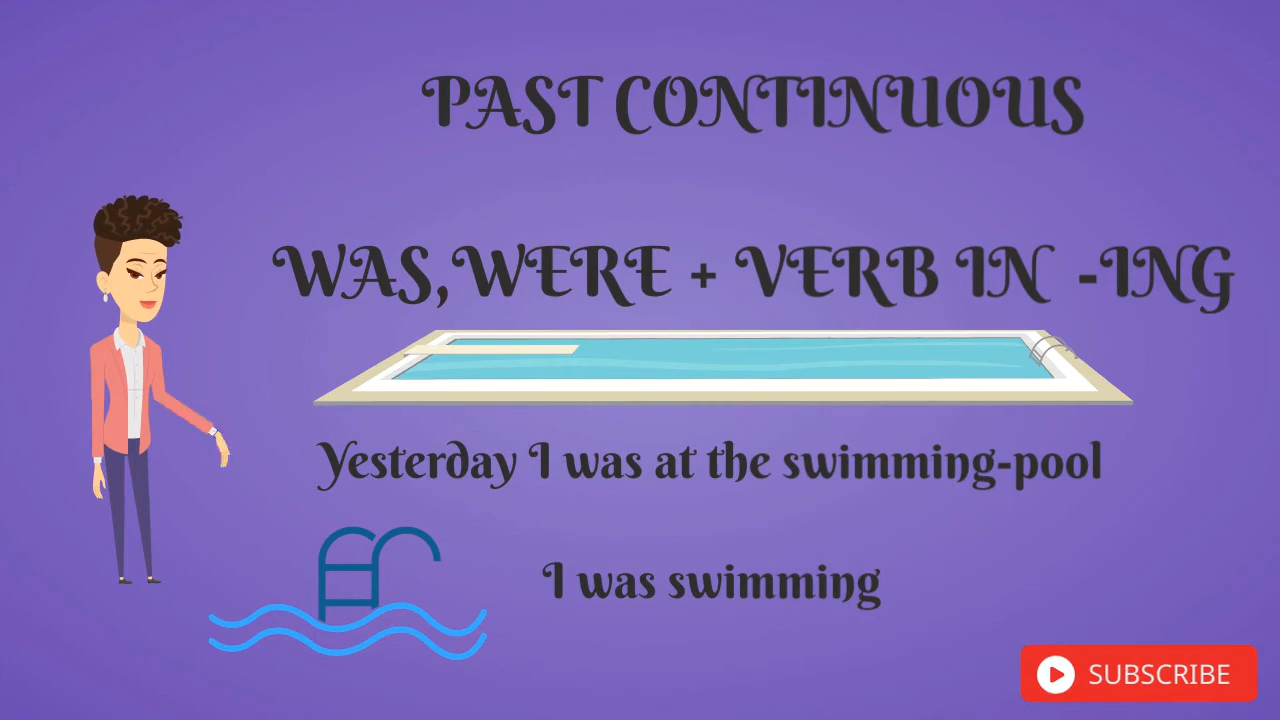 PAST CONTINUOUS
WAS, WERE + VERB IN -ING
Yesterday I was at the swimming-pool
I was swimming
SUBSCRIBE